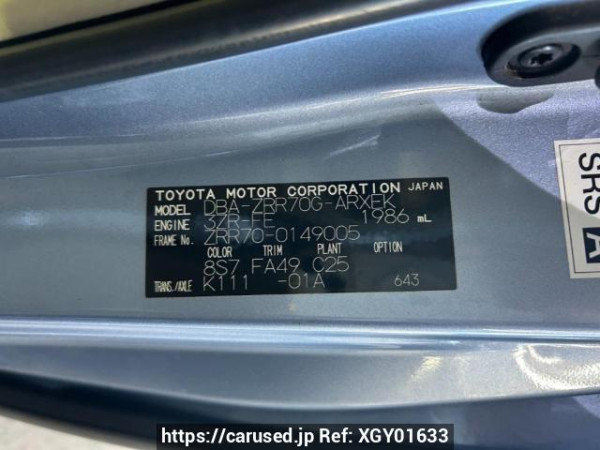 TOYOTA MOTOR CORPORATION JAPAN
MODEL DBA-ZRR70G-ARXEK
ENGINE 3ZR-FE 1986 mL
FRAME No. ZRR70-0149005
COLOR TRIM PLANT OPTION
8S7 FA49 C25
TRANS./AXLE K111 -01A 643
SRS A
https://carused.jp Ref: XGY01633